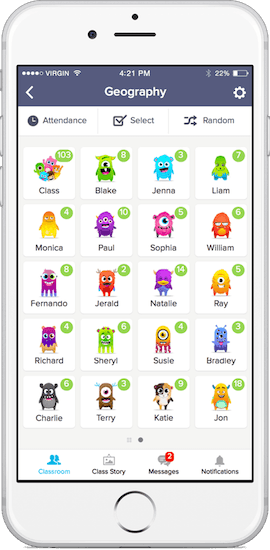 VIRGIN 4:21 PM 22%
Geography
Attendance Select Random
103 8 3 7
Class Blake Jenna Liam
4 10 5 6
Monica Paul Sophia William
8 2 14 5
Fernando Jerald Natalie Ray
4 6 4 3
Richard Sheryl Susie Bradley
6 3 9 18
Charlie Terry Katie Jon
2
Classroom Class Story Messages Notifications